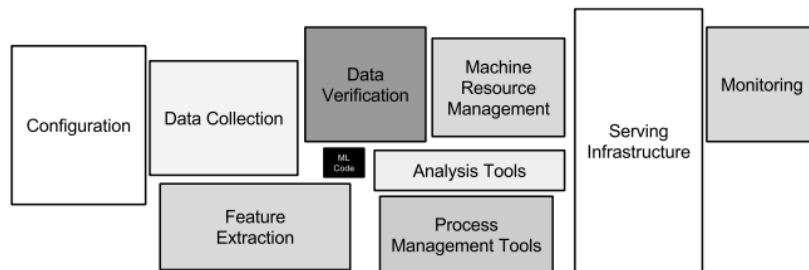 Configuration
Data Collection
Data
Verification
Machine
Resource
Management
Serving
Infrastructure
Monitoring
ML
Code
Analysis Tools
Feature
Extraction
Process
Management Tools